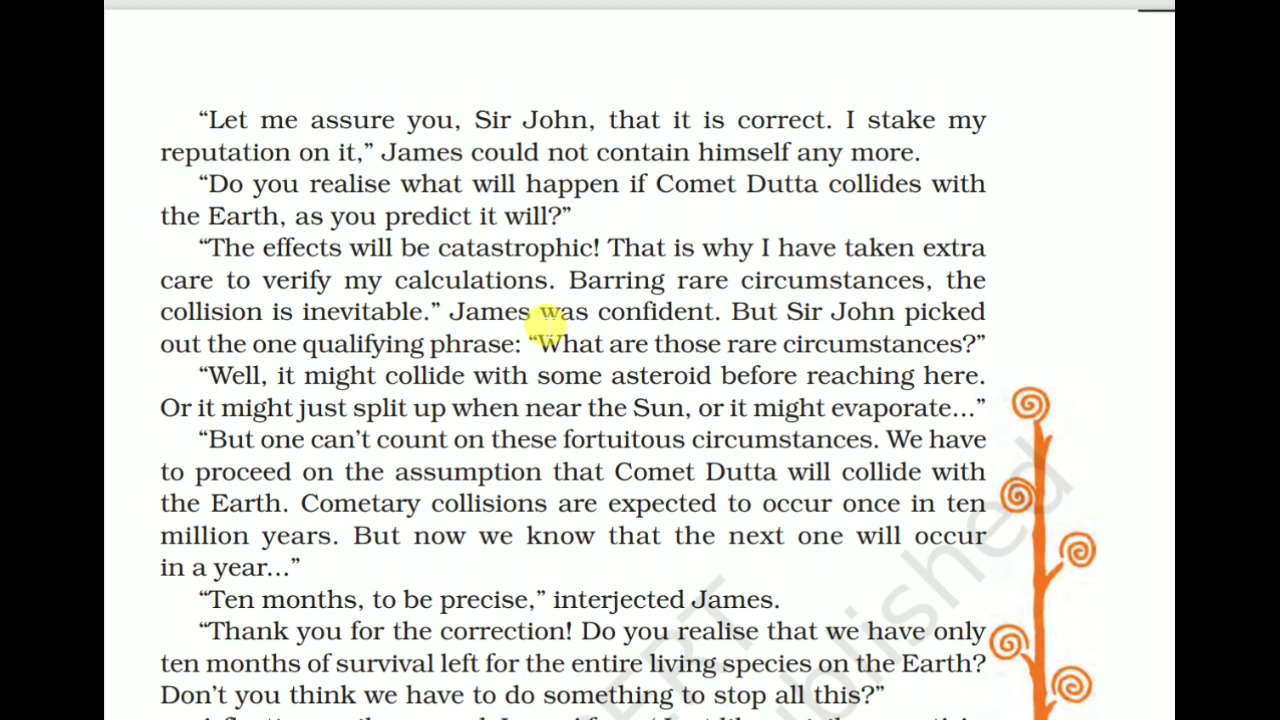 “Let me assure you, Sir John, that it is correct. I stake my
reputation on it,” James could not contain himself any more.
“Do you realise what will happen if Comet Dutta collides with
the Earth, as you predict it will?”
“The effects will be catastrophic! That is why I have taken extra
care to verify my calculations. Barring rare circumstances, the
collision is inevitable.” James was confident. But Sir John picked
out the one qualifying phrase: “What are those rare circumstances?”
“Well, it might collide with some asteroid before reaching here.
Or it might just split up when near the Sun, or it might evaporate...”
“But one can’t count on these fortuitous circumstances. We have
to proceed on the assumption that Comet Dutta will collide with
the Earth. Cometary collisions are expected to occur once in ten
million years. But now we know that the next one will occur
in a year...”
“Ten months, to be precise,” interjected James.
“Thank you for the correction! Do you realise that we have only
ten months of survival left for the entire living species on the Earth?
Don’t you think we have to do something to stop all this?”